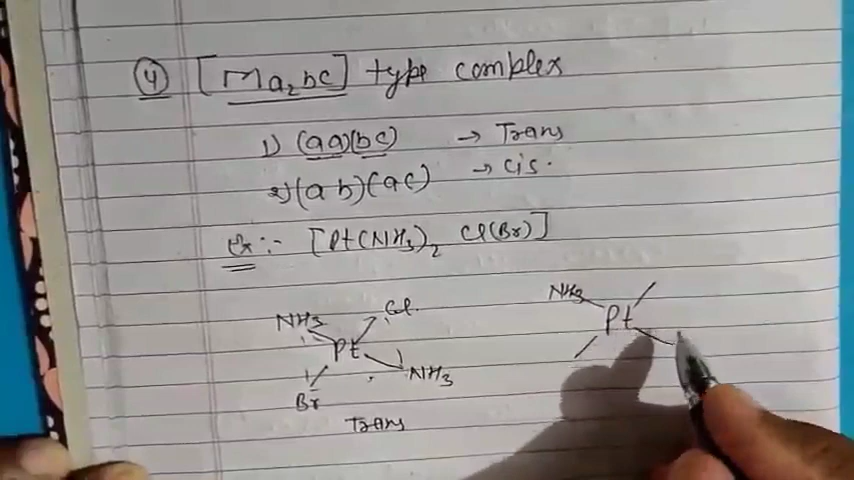 4 [Ma₂bc] type complex
1) (aa)(bc) → Trans
2) (ab)(ac) → cis.
Ex :- [Pt(NH₃)₂ Cl(Br)]
NH₃ Cl
Pt
Br NH₃
Trans
NH₃
Pt